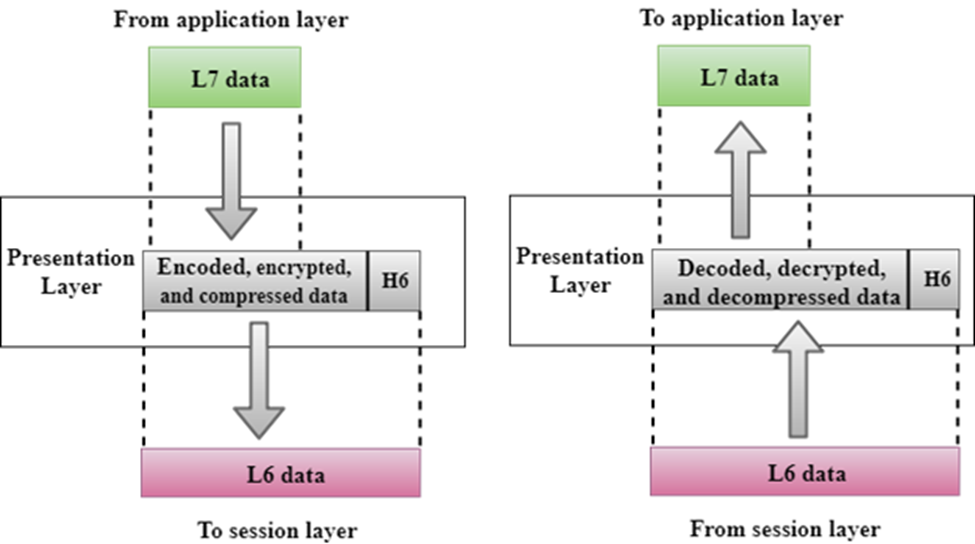 From application layer
L7 data
Presentation
Layer
Encoded, encrypted,
and compressed data
H6
L6 data
To session layer
To application layer
L7 data
Presentation
Layer
Decoded, decrypted,
and decompressed data
H6
L6 data
From session layer